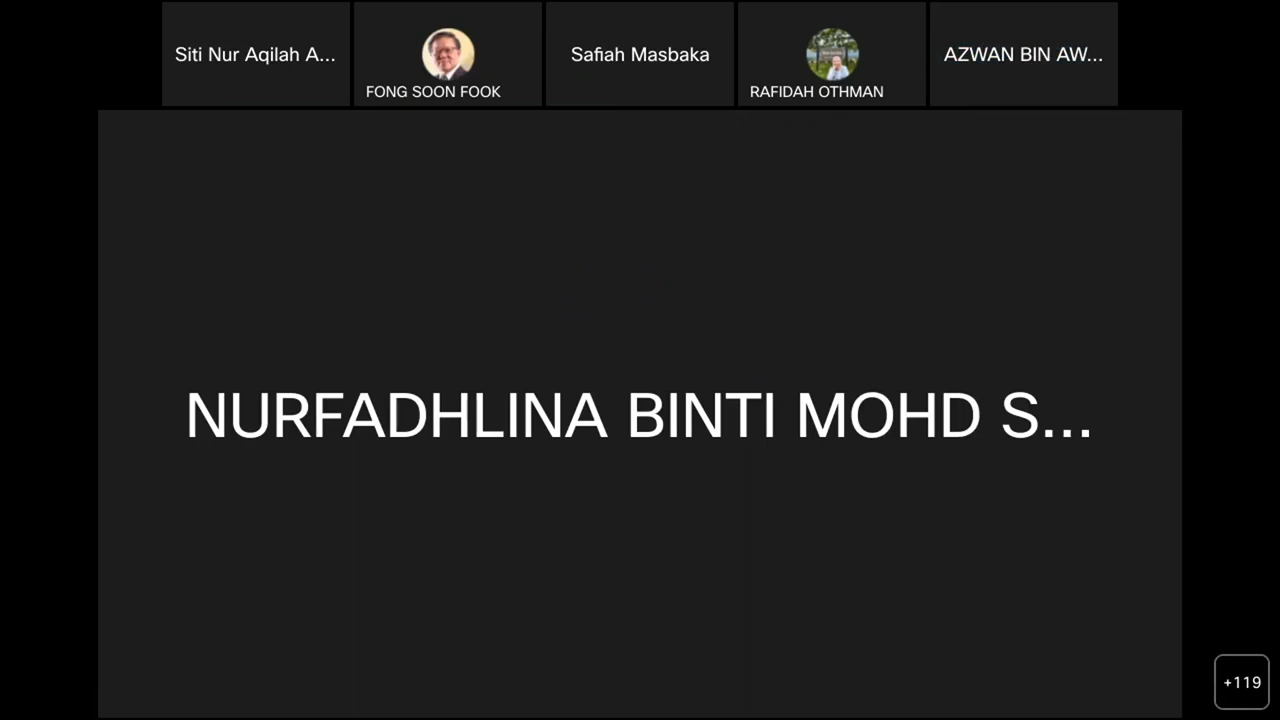 Siti Nur Aqilah A...
FONG SOON FOOK
Safiah Masbaka
RAFIDAH OTHMAN
AZWAN BIN AW...
NURFADHLINA BINTI MOHD S...
+119